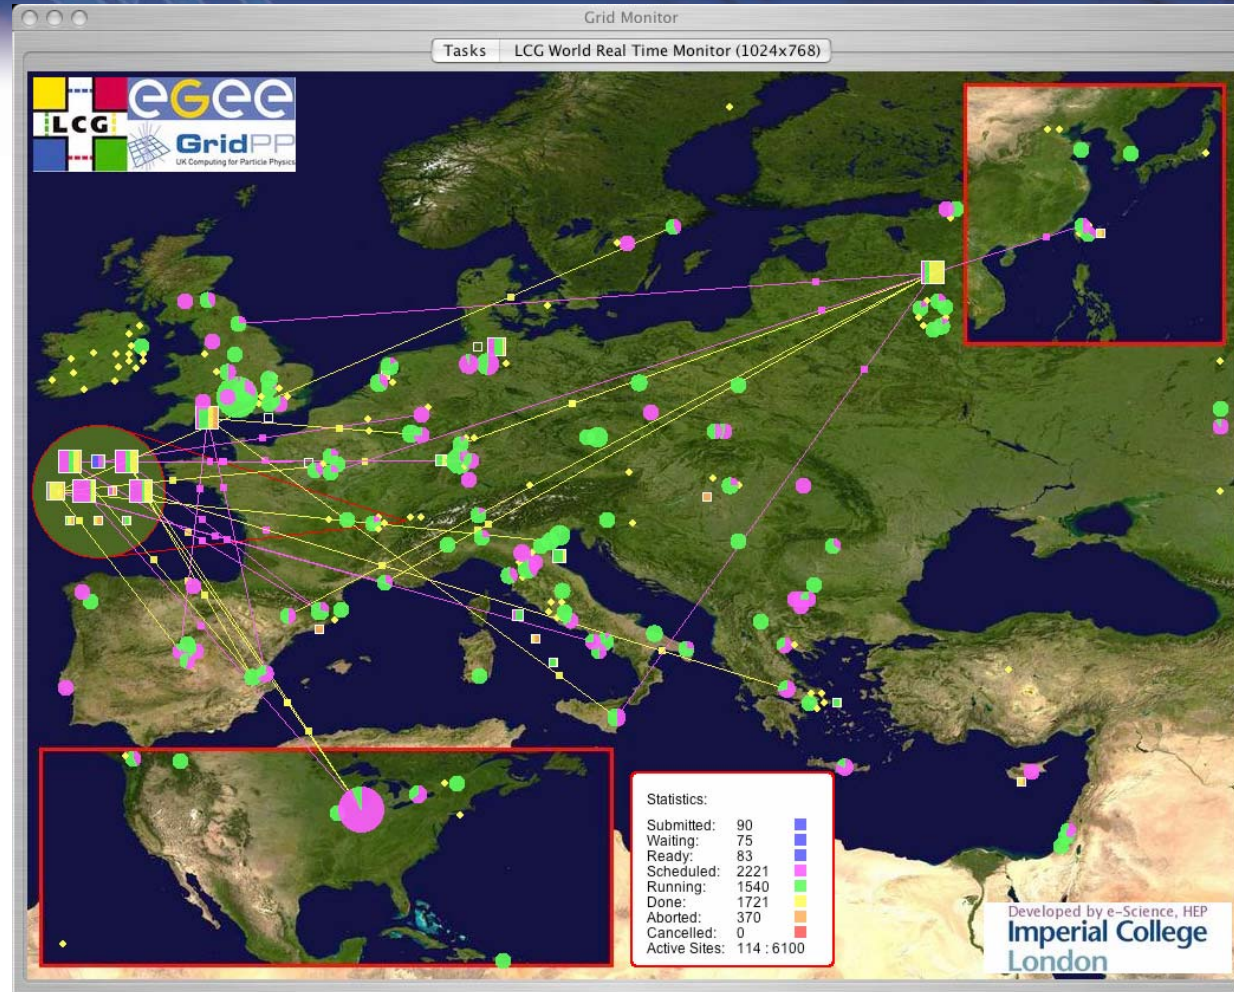 Grid Monitor
Tasks LCG World Real Time Monitor (1024x768)
LCG
egee
GridPP
UK Computing for Particle Physics
Statistics:
Submitted: 90
Waiting: 75
Ready: 83
Scheduled: 2221
Running: 1540
Done: 1721
Aborted: 370
Cancelled: 0
Active Sites: 114 : 6100
Developed by e-Science, HEP
Imperial College
London